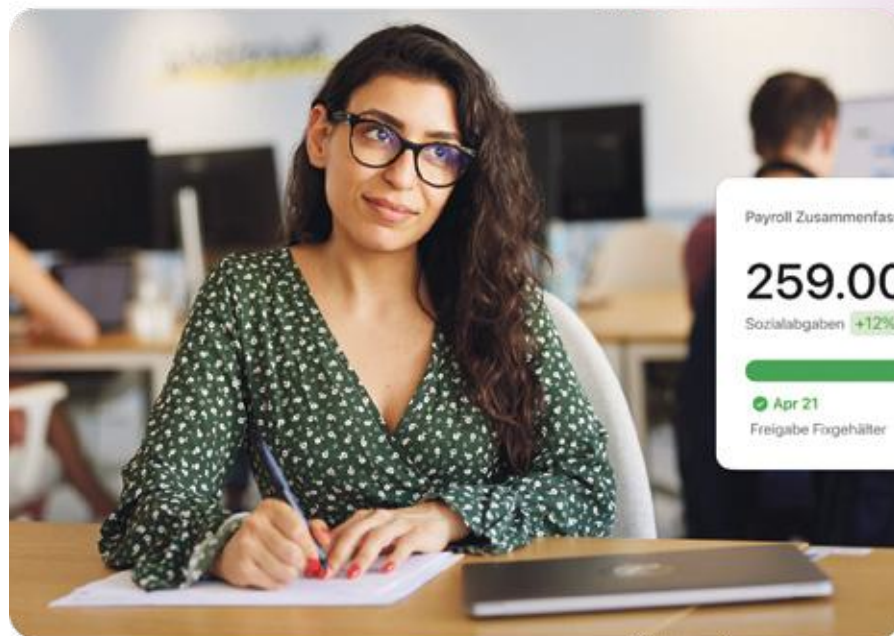 Payroll Zusammenfas
259.00
Sozialabgaben +12%
Apr 21
Freigabe Fixgehälter